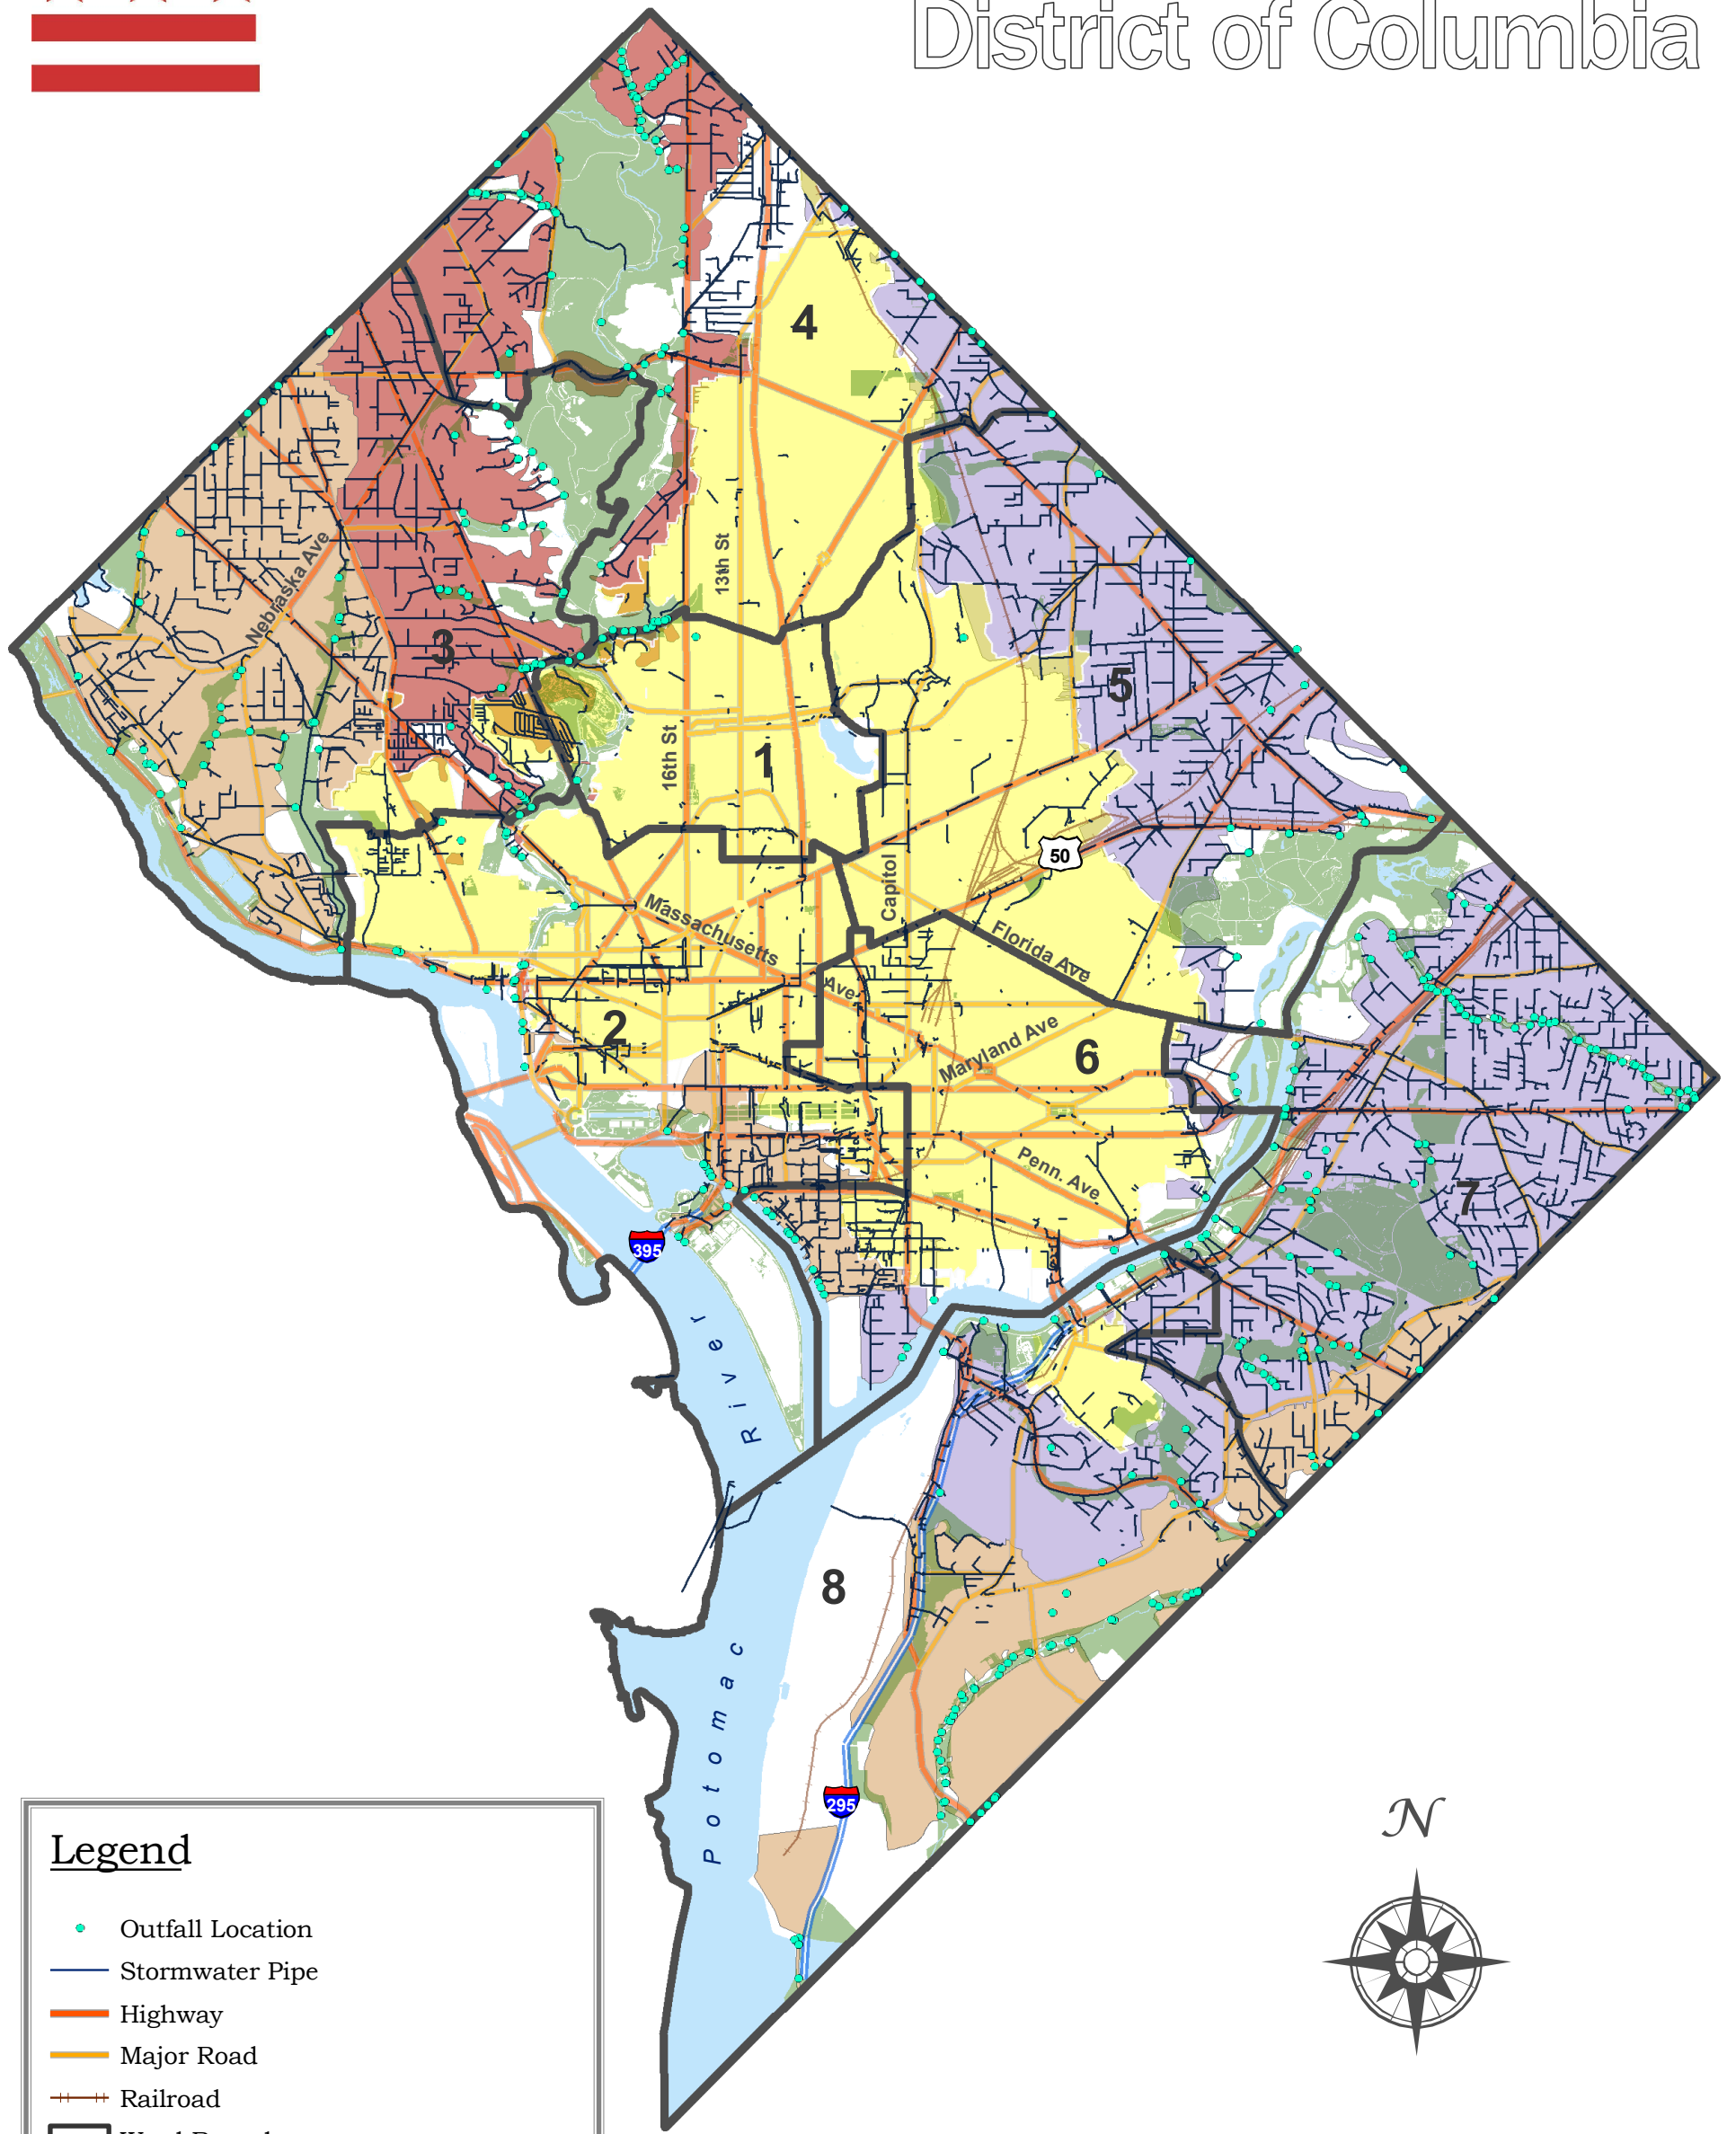 District of Columbia
4
Nebraska Ave
13th St
3
5
16th St
1
50
Capitol
Massachusetts
Ave
Florida Ave
2
Maryland Ave
6
Penn. Ave
7
395
River
8
Potomac
295
N
Legend
Outfall Location
Stormwater Pipe
Highway
Major Road
Railroad